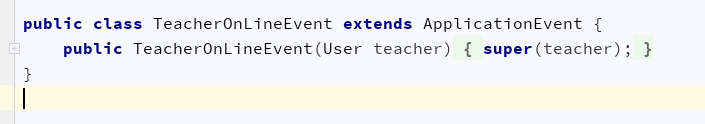 public class TeacherOnLineEvent extends ApplicationEvent {
    public TeacherOnLineEvent(User teacher) { super(teacher); }
}